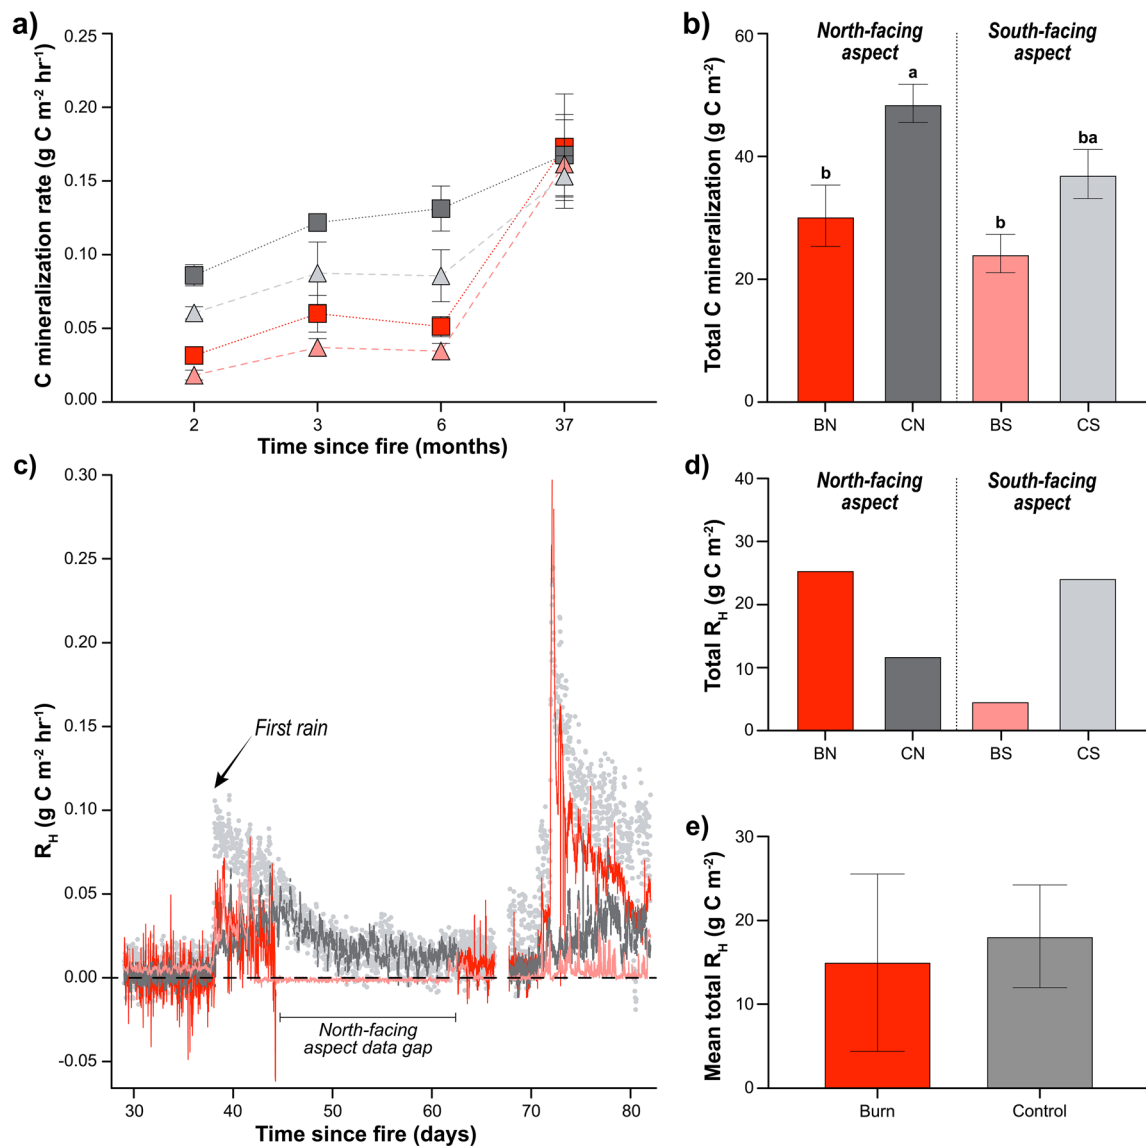 a)
C mineralization rate (g C m⁻² hr⁻¹)
0.25
0.20
0.15
0.10
0.05
0.00
2
3
6
37
Time since fire (months)
b)
Total C mineralization (g C m⁻²)
60
40
20
0
North-facing
aspect
South-facing
aspect
b
a
b
ba
BN
CN
BS
CS
c)
R_H (g C m⁻² hr⁻¹)
0.30
0.25
0.20
0.15
0.10
0.05
0.00
-0.05
First rain
North-facing
aspect data gap
30
40
50
60
70
80
Time since fire (days)
d)
Total R_H (g C m⁻²)
40
30
20
10
0
North-facing
aspect
South-facing
aspect
BN
CN
BS
CS
e)
Mean total R_H (g C m⁻²)
30
20
10
0
Burn
Control